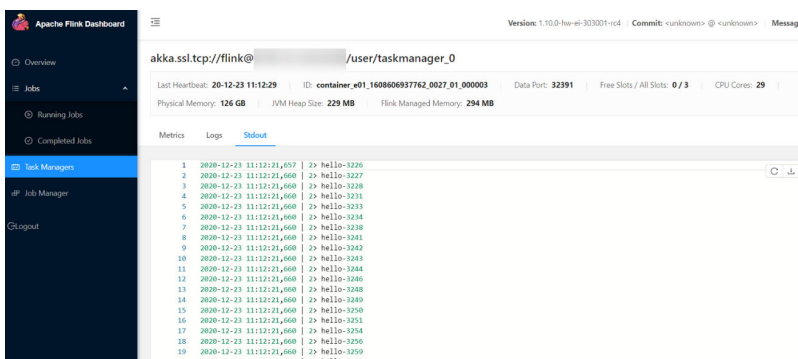 Apache Flink Dashboard
Version: 1.10.0-hw-ei-303001-rc4 Commit: <unknown> @ <unknown> Messag
Overview
Jobs
Running Jobs
Completed Jobs
Task Managers
Job Manager
Logout
akka.ssl.tcp://flink@ /user/taskmanager_0
Last Heartbeat: 20-12-23 11:12:29 ID: container_e01_1608606937762_0027_01_000003 Data Port: 32391 Free Slots / All Slots: 0 / 3 CPU Cores: 29
Physical Memory: 126 GB JVM Heap Size: 229 MB Flink Managed Memory: 294 MB
Metrics Logs Stdout
1 2020-12-23 11:12:21,657 | 2> hello-3226
2 2020-12-23 11:12:21,660 | 2> hello-3227
3 2020-12-23 11:12:21,660 | 2> hello-3228
4 2020-12-23 11:12:21,660 | 2> hello-3231
5 2020-12-23 11:12:21,660 | 2> hello-3233
6 2020-12-23 11:12:21,660 | 2> hello-3234
7 2020-12-23 11:12:21,660 | 2> hello-3238
8 2020-12-23 11:12:21,660 | 2> hello-3241
9 2020-12-23 11:12:21,660 | 2> hello-3242
10 2020-12-23 11:12:21,660 | 2> hello-3243
11 2020-12-23 11:12:21,660 | 2> hello-3244
12 2020-12-23 11:12:21,660 | 2> hello-3246
13 2020-12-23 11:12:21,660 | 2> hello-3248
14 2020-12-23 11:12:21,660 | 2> hello-3249
15 2020-12-23 11:12:21,660 | 2> hello-3250
16 2020-12-23 11:12:21,660 | 2> hello-3251
17 2020-12-23 11:12:21,660 | 2> hello-3254
18 2020-12-23 11:12:21,660 | 2> hello-3256
19 2020-12-23 11:12:21,660 | 2> hello-3259